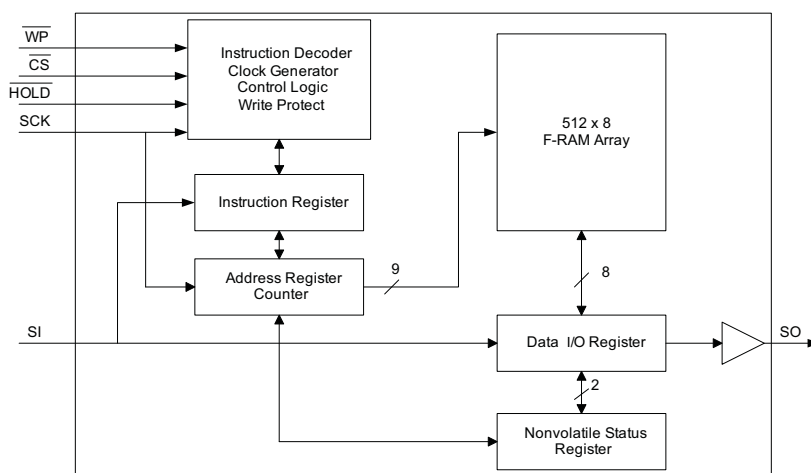 WP
CS
HOLD
SCK
Instruction Decoder
Clock Generator
Control Logic
Write Protect
512 x 8
F-RAM Array
Instruction Register
Address Register
Counter
9
8
SI
Data I/O Register
SO
2
Nonvolatile Status
Register